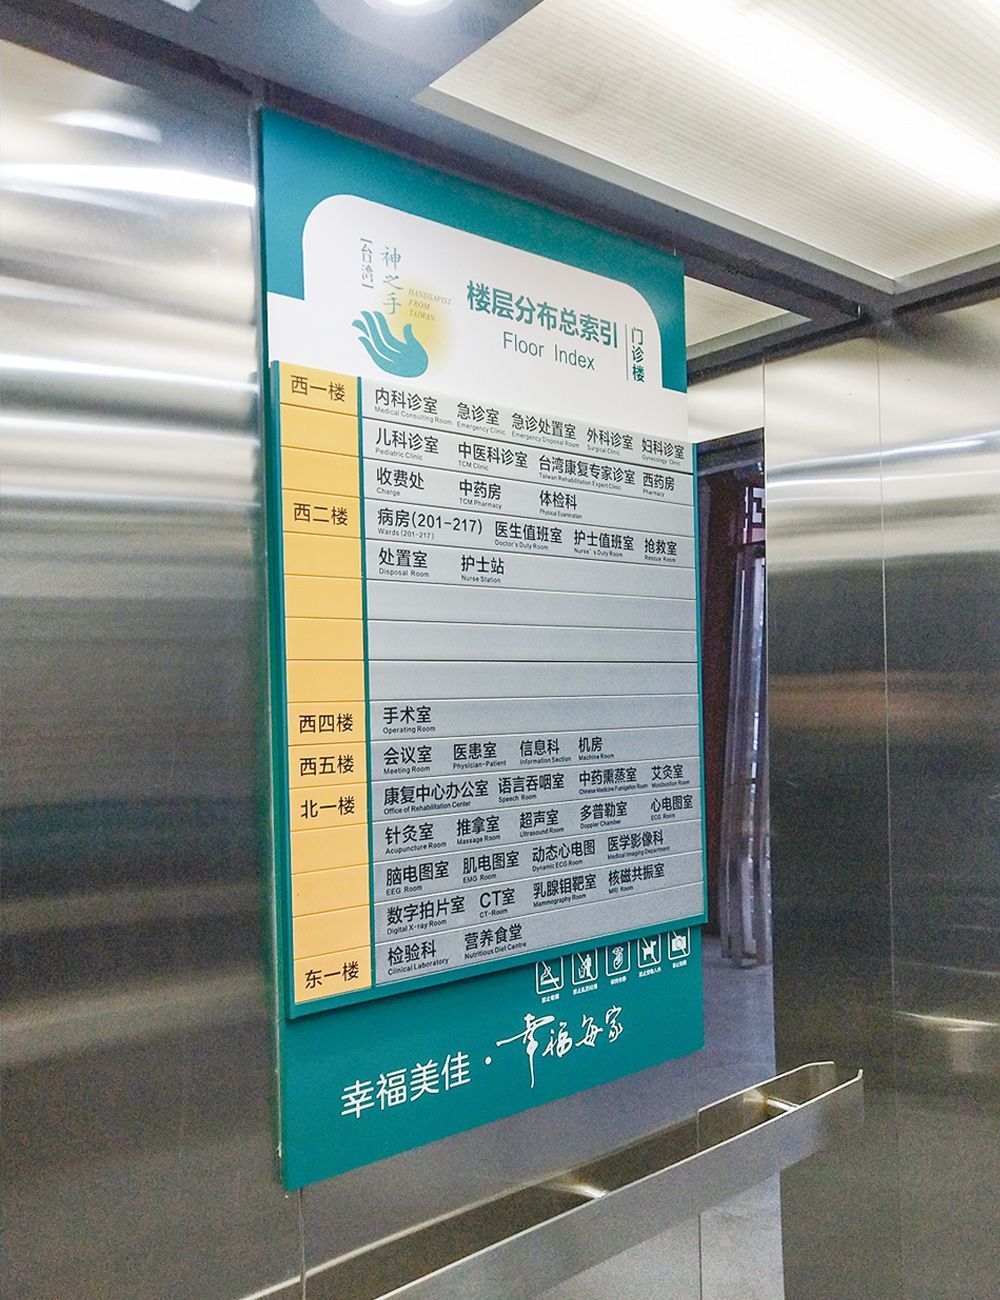 【台湾】
神之手
HANDSAPIST
FROM
TAIWAN
楼层分布总索引
Floor Index
门诊楼
西一楼
内科诊室 急诊室 急诊处置室 外科诊室 妇科诊室
Medical Consulting Room Emergency Clinic Emergency Disposal Room Surgical Clinic Gynecology Clinic
儿科诊室 中医科诊室 台湾康复专家诊室 西药房
Pediatric Clinic TCM Clinic Taiwan Rehabilitation Expert Clinic Pharmacy
收费处 中药房 体检科
Charge TCM Pharmacy Physical Examination
西二楼
病房(201-217) 医生值班室 护士值班室 抢救室
Wards(201-217) Doctor's Duty Room Nurse's Duty Room Rescue Room
处置室 护士站
Disposal Room Nurse Station
西四楼
手术室
Operating Room
西五楼
会议室 医患室 信息科 机房
Meeting Room Physician-Patient Information Section Machine Room
北一楼
康复中心办公室 语言吞咽室 中药熏蒸室 艾灸室
Office of Rehabilitation Center Speech Room Chinese Medicine Fumigation Room Moxibustion Room
针灸室 推拿室 超声室 多普勒室 心电图室
Acupuncture Room Massage Room Ultrasound Room Doppler Chamber ECG Room
脑电图室 肌电图室 动态心电图 医学影像科
EEG Room EMG Room Dynamic ECG Room Medical Imaging Department
数字拍片室 CT室 乳腺钼靶室 核磁共振室
Digital X-ray Room CT-Room Mammography Room MRI Room
东一楼
检验科 营养食堂
Clinical Laboratory Nutritious Diet Centre
幸福美佳·幸福每家